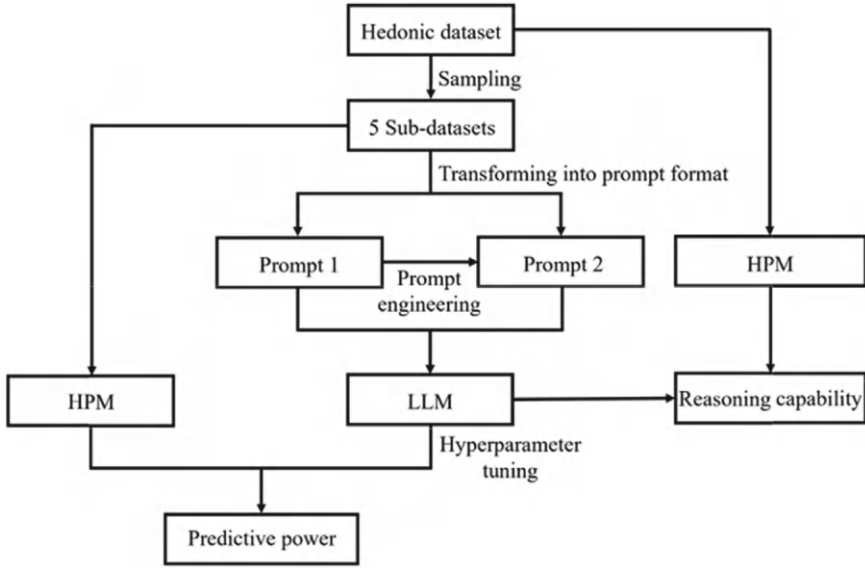 Hedonic dataset
Sampling
5 Sub-datasets
Transforming into prompt format
Prompt 1
Prompt 2
HPM
Prompt
engineering
HPM
LLM
Reasoning capability
Hyperparameter
tuning
Predictive power